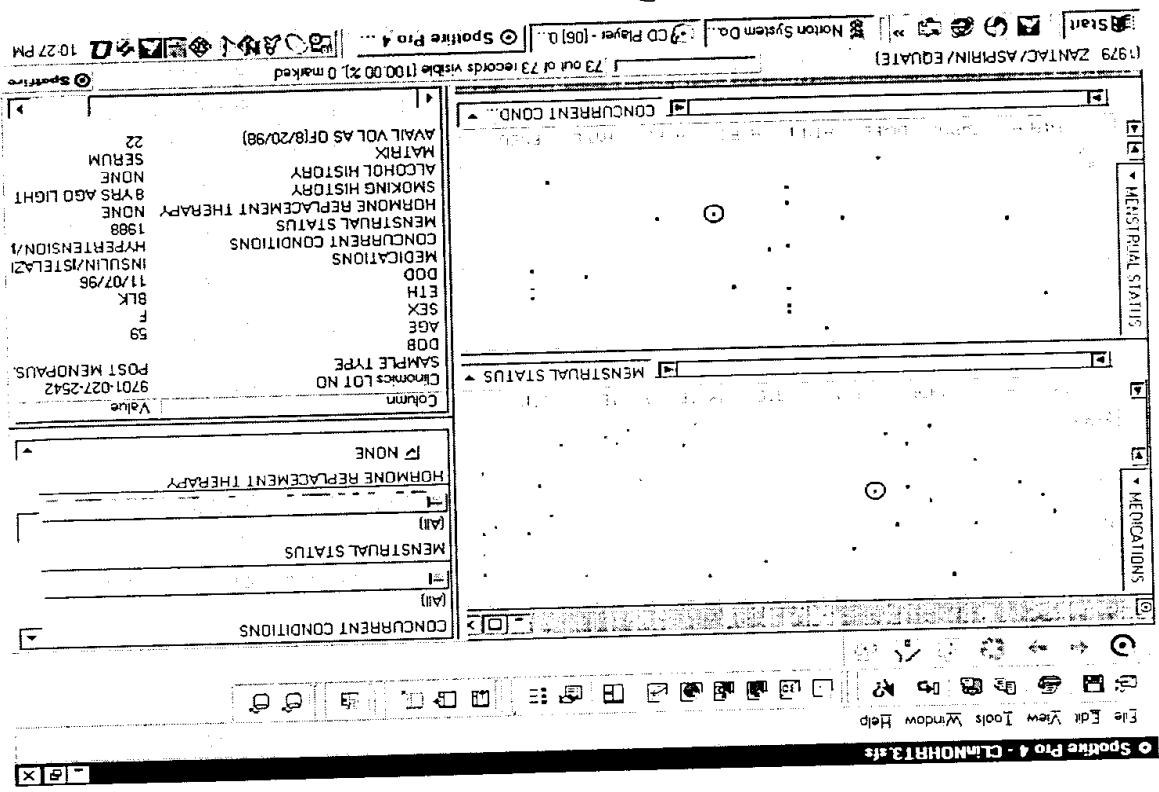 Spotfire Pro 4 - CLinNOHRT3.sfs
File Edit View Tools Window Help
MEDICATIONS
MENSTRUAL STATUS
MENSTRUAL STATUS
CONCURRENT COND...
CONCURRENT CONDITIONS
(All)
MENSTRUAL STATUS
(All)
HORMONE REPLACEMENT THERAPY
NONE
Column Value
Clinomics LOT NO 9701-027-2542
SAMPLE TYPE POST MENOPAUS.
DOB
AGE 59
SEX F
ETH BLK
DOD 11/07/96
MEDICATIONS INSULIN/STELAZI
CONCURRENT CONDITIONS HYPERTENSION/
MENSTRUAL STATUS 1988
HORMONE REPLACEMENT THERAPY NONE
SMOKING HISTORY 8 YRS AGO LIGHT
ALCOHOL HISTORY NONE
MATRIX SERUM
AVAIL VOL AS OF(8/20/98) 22
(1979 ZANTAC/ASPIRIN/EQUATE) 73 out of 73 records visible (100.00 %), 0 marked Spotfire
Start Norton System Do... CD Player - [06] 0... Spotfire Pro 4 ... 10:27 PM